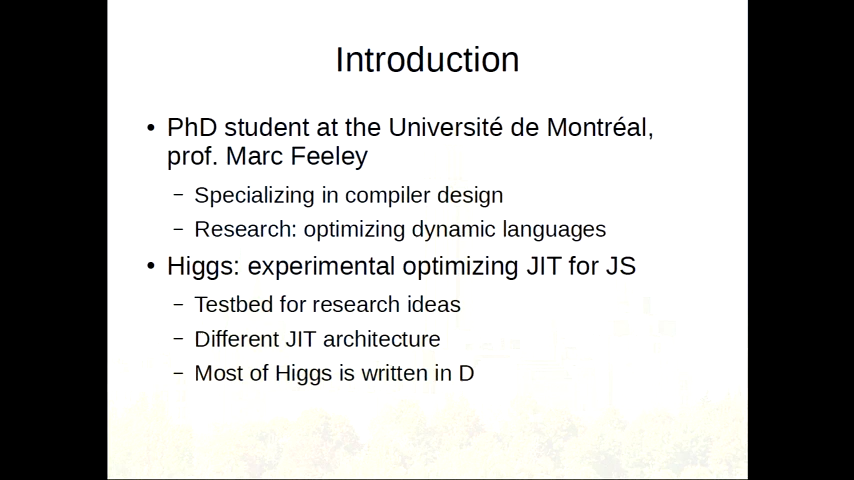 Introduction
• PhD student at the Université de Montréal,
prof. Marc Feeley
– Specializing in compiler design
– Research: optimizing dynamic languages
• Higgs: experimental optimizing JIT for JS
– Testbed for research ideas
– Different JIT architecture
– Most of Higgs is written in D